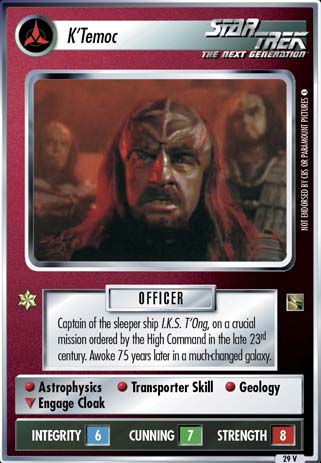 K'Temoc
STAR TREK
THE NEXT GENERATION
NOT ENDORSED BY CBS OR PARAMOUNT PICTURES
OFFICER
Captain of the sleeper ship I.K.S. T'Ong, on a crucial
mission ordered by the High Command in the late 23rd
century. Awoke 75 years later in a much-changed galaxy.
Astrophysics Transporter Skill Geology
Engage Cloak
INTEGRITY 6 CUNNING 7 STRENGTH 8
29 V